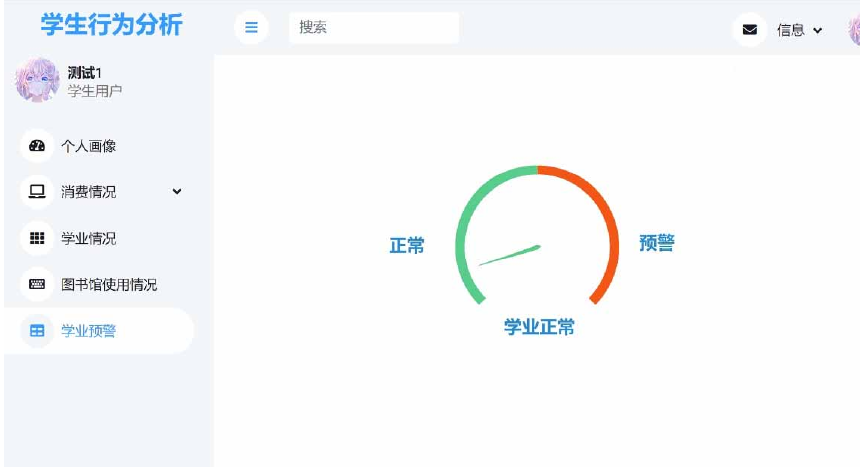 学生行为分析
搜索
信息
测试1
学生用户
个人画像
消费情况
学业情况
图书馆使用情况
学业预警
正常
预警
学业正常